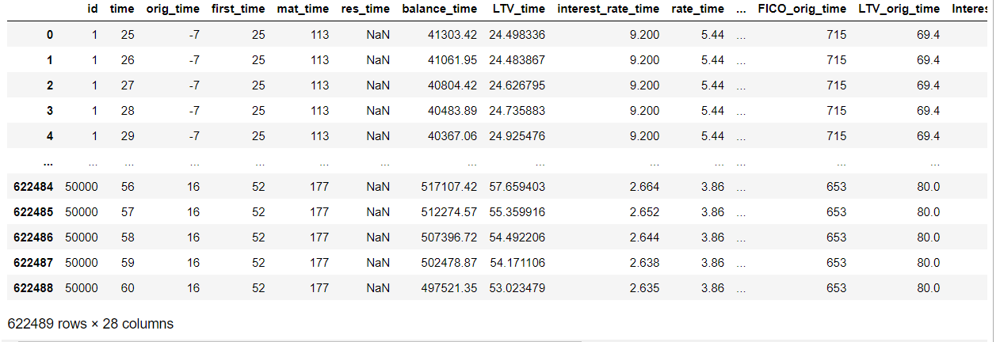 id time orig_time first_time mat_time res_time balance_time LTV_time interest_rate_time rate_time ... FICO_orig_time LTV_orig_time Interes
0 1 25 -7 25 113 NaN 41303.42 24.498336 9.200 5.44 ... 715 69.4
1 1 26 -7 25 113 NaN 41061.95 24.483867 9.200 5.44 ... 715 69.4
2 1 27 -7 25 113 NaN 40804.42 24.626795 9.200 5.44 ... 715 69.4
3 1 28 -7 25 113 NaN 40483.89 24.735883 9.200 5.44 ... 715 69.4
4 1 29 -7 25 113 NaN 40367.06 24.925476 9.200 5.44 ... 715 69.4
... ... ... ... ... ... ... ... ... ... ... ... ... ...
622484 50000 56 16 52 177 NaN 517107.42 57.659403 2.664 3.86 ... 653 80.0
622485 50000 57 16 52 177 NaN 512274.57 55.359916 2.652 3.86 ... 653 80.0
622486 50000 58 16 52 177 NaN 507396.72 54.492206 2.644 3.86 ... 653 80.0
622487 50000 59 16 52 177 NaN 502478.87 54.171106 2.638 3.86 ... 653 80.0
622488 50000 60 16 52 177 NaN 497521.35 53.023479 2.635 3.86 ... 653 80.0
622489 rows × 28 columns